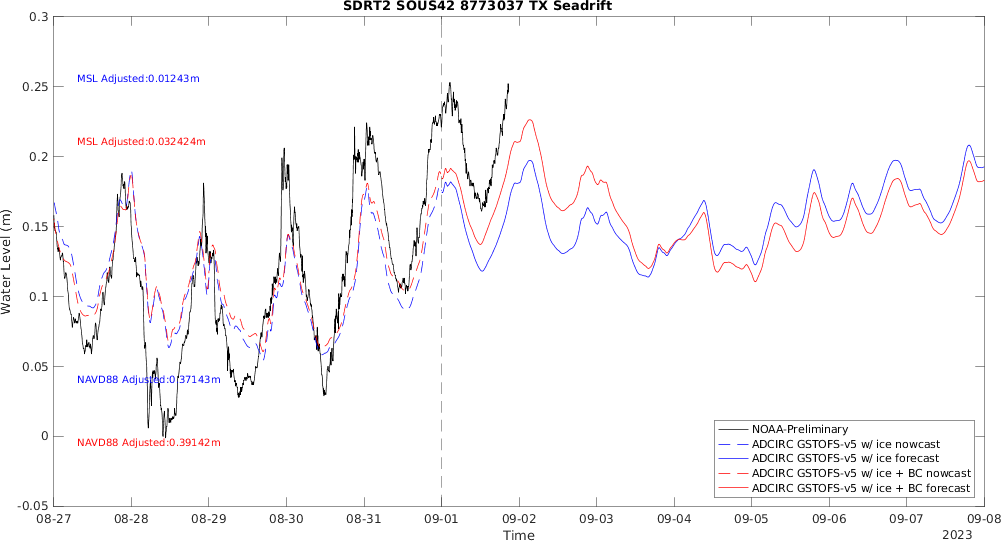 SDRT2 SOUS42 8773037 TX Seadrift
0.3
0.25
0.2
0.15
0.1
0.05
0
-0.05
Water Level (m)
MSL Adjusted:0.01243m
MSL Adjusted:0.032424m
NAVD88 Adjusted:0.37143m
NAVD88 Adjusted:0.39142m
NOAA-Preliminary
ADCIRC GSTOFS-v5 w/ ice nowcast
ADCIRC GSTOFS-v5 w/ ice forecast
ADCIRC GSTOFS-v5 w/ ice + BC nowcast
ADCIRC GSTOFS-v5 w/ ice + BC forecast
08-27 08-28 08-29 08-30 08-31 09-01 09-02 09-03 09-04 09-05 09-06 09-07 09-08
Time
2023